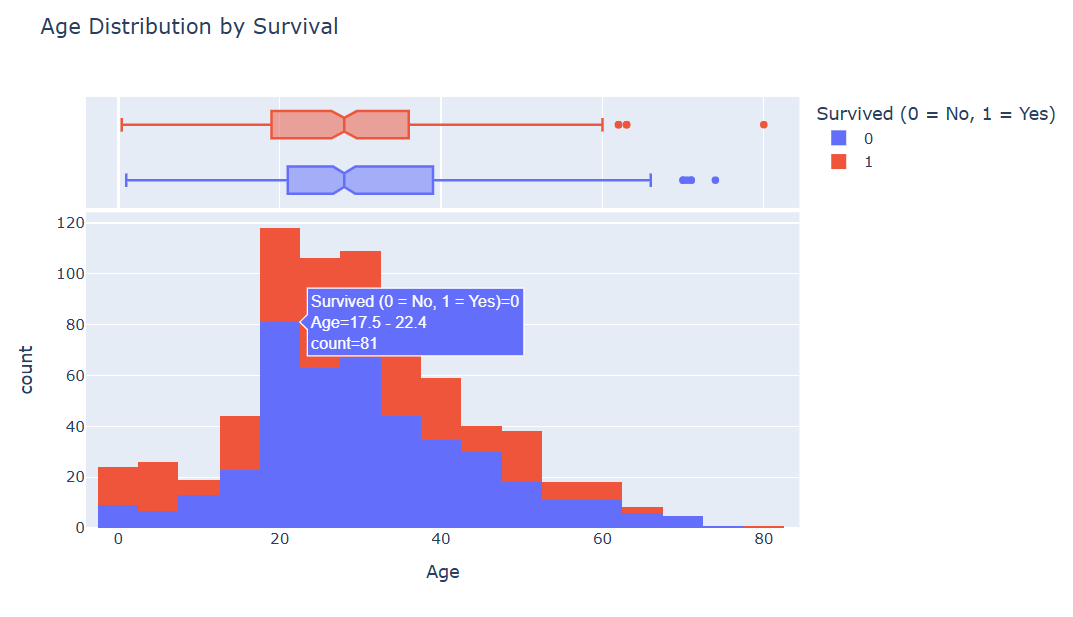 Age Distribution by Survival
Survived (0 = No, 1 = Yes)
0
1
120
100
80
60
40
20
0
count
Survived (0 = No, 1 = Yes)=0
Age=17.5 - 22.4
count=81
0 20 40 60 80
Age